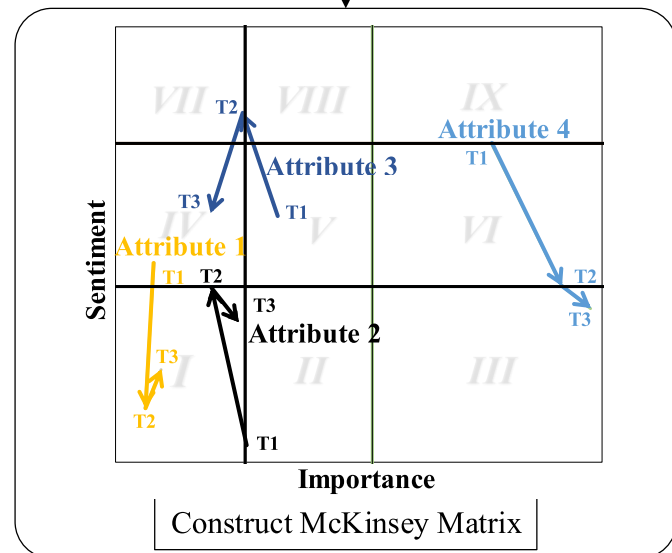 VII VIII IX
T2
Attribute 4
T1
Attribute 3
T3
T1
IV V VI
Attribute 1
T1
T2
T2
T3
T3
Attribute 2
T3
I II III
T2
T1
Sentiment
Importance
Construct McKinsey Matrix